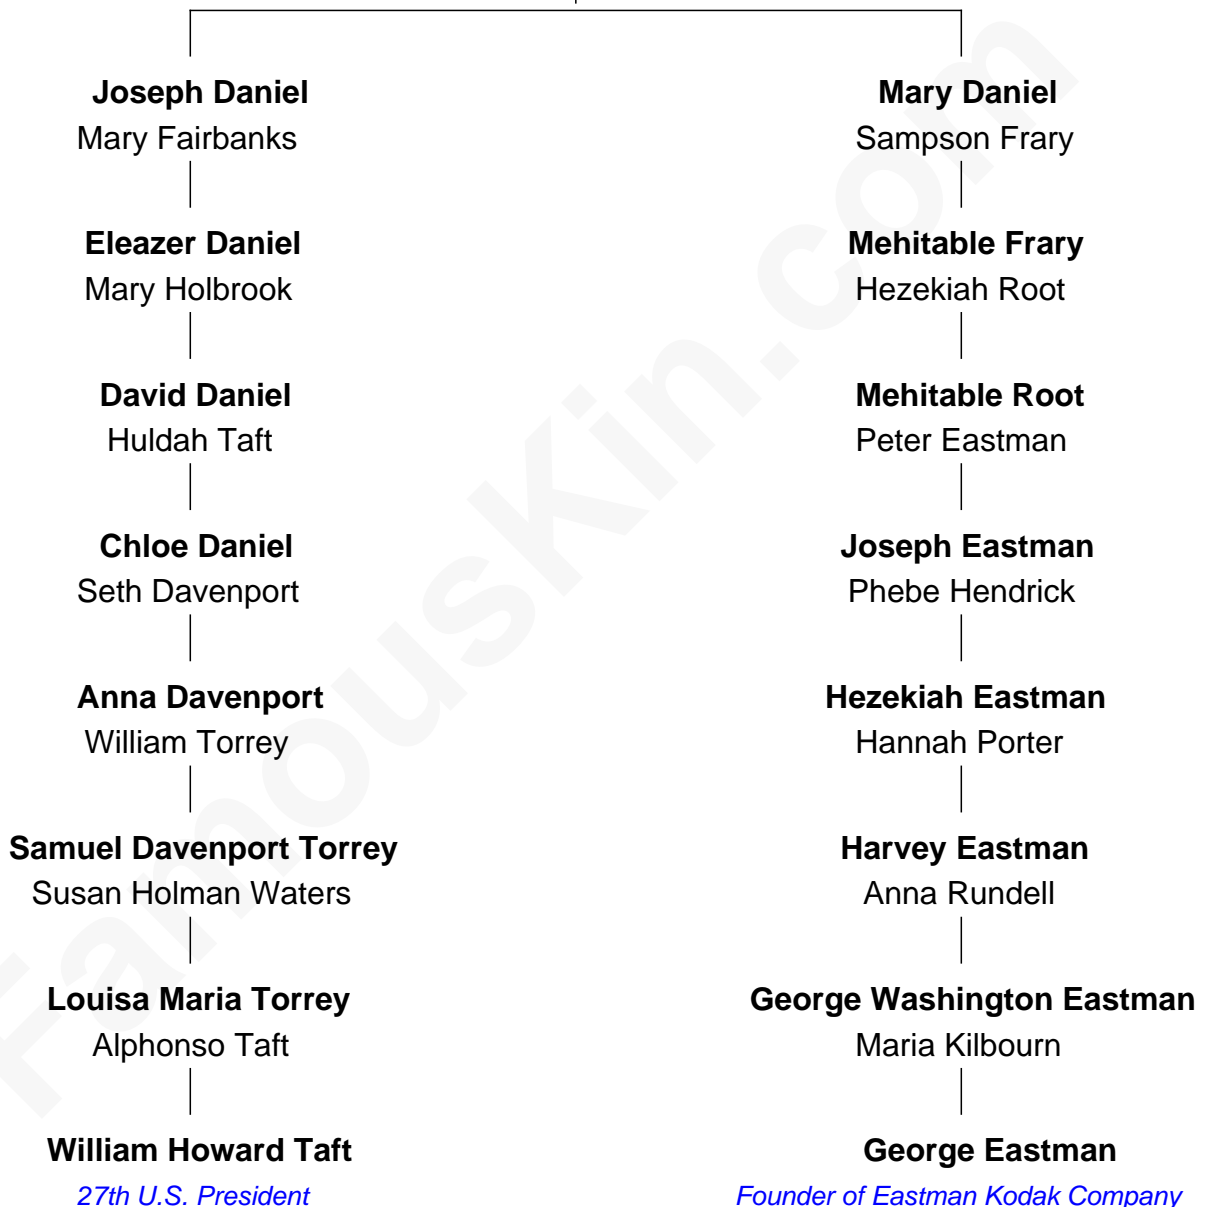 Joseph Daniel
Mary Fairbanks
Mary Daniel
Sampson Frary
Eleazer Daniel
Mary Holbrook
Mehitable Frary
Hezekiah Root
David Daniel
Huldah Taft
Mehitable Root
Peter Eastman
Chloe Daniel
Seth Davenport
Joseph Eastman
Phebe Hendrick
Anna Davenport
William Torrey
Hezekiah Eastman
Hannah Porter
Samuel Davenport Torrey
Susan Holman Waters
Harvey Eastman
Anna Rundell
Louisa Maria Torrey
Alphonso Taft
George Washington Eastman
Maria Kilbourn
William Howard Taft
27th U.S. President
George Eastman
Founder of Eastman Kodak Company
FamousKin.com